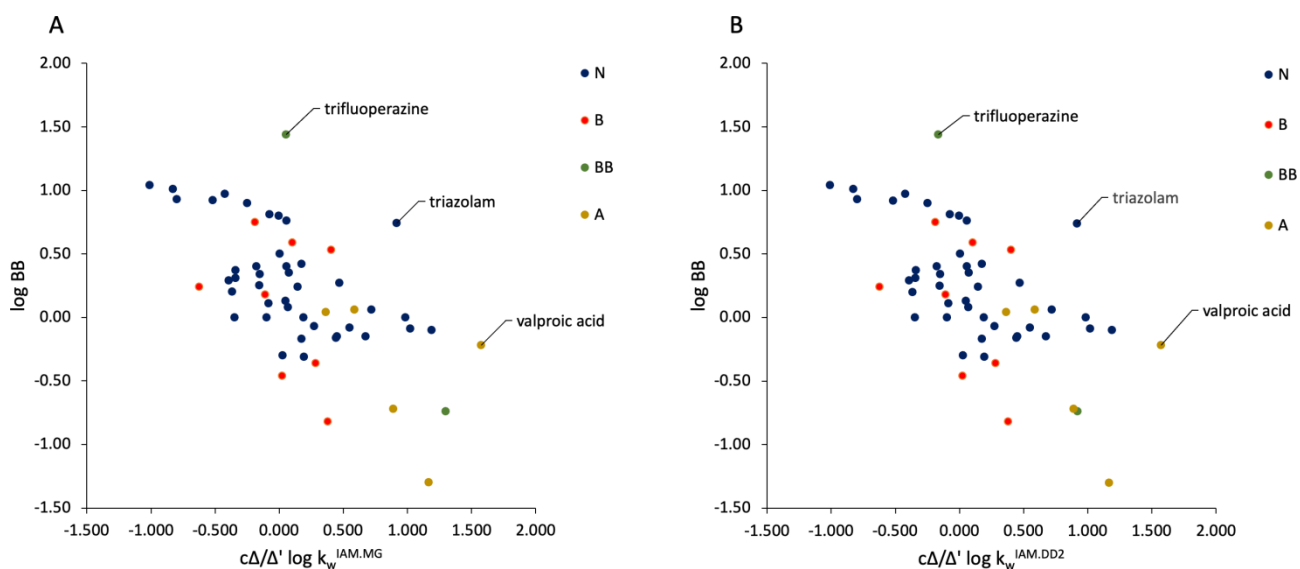 A
2.00
1.50
1.00
0.50
0.00
-0.50
-1.00
-1.50
-1.500
-1.000
-0.500
0.000
0.500
1.000
1.500
2.000
log BB
cΔ/Δ' log kw^IAM.MG
trifluoperazine
triazolam
valproic acid
N
B
BB
A
B
2.00
1.50
1.00
0.50
0.00
-0.50
-1.00
-1.50
-1.500
-1.000
-0.500
0.000
0.500
1.000
1.500
2.000
log BB
cΔ/Δ' log kw^IAM.DD2
trifluoperazine
triazolam
valproic acid
N
B
BB
A